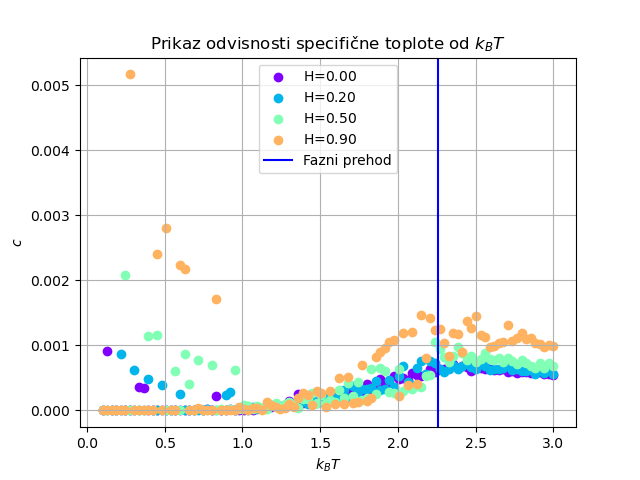 Prikaz odvisnosti specifične toplote od $k_BT$
H=0.00
H=0.20
H=0.50
H=0.90
Fazni prehod
0.005
0.004
0.003
0.002
0.001
0.000
c
0.0 0.5 1.0 1.5 2.0 2.5 3.0
$k_BT$